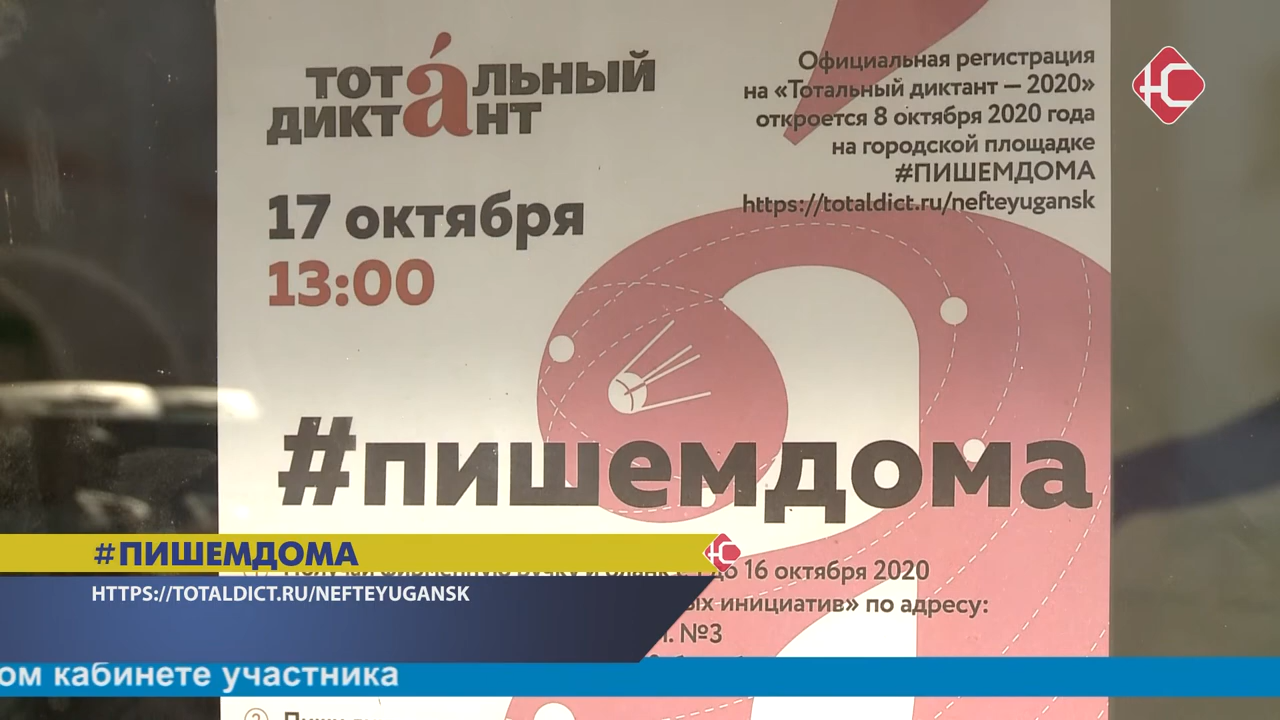 тотáльный
диктант
Официальная регистрация
на «Тотальный диктант — 2020»
откроется 8 октября 2020 года
на городской площадке
#ПИШЕМДОМА
https://totaldict.ru/nefteyugansk
17 октября
13:00
#пишемдома
#ПИШЕМДОМА
до 16 октября 2020
HTTPS://TOTALDICT.RU/NEFTEYUGANSK
ых инициатив» по адресу:
№3
ом кабинете участника